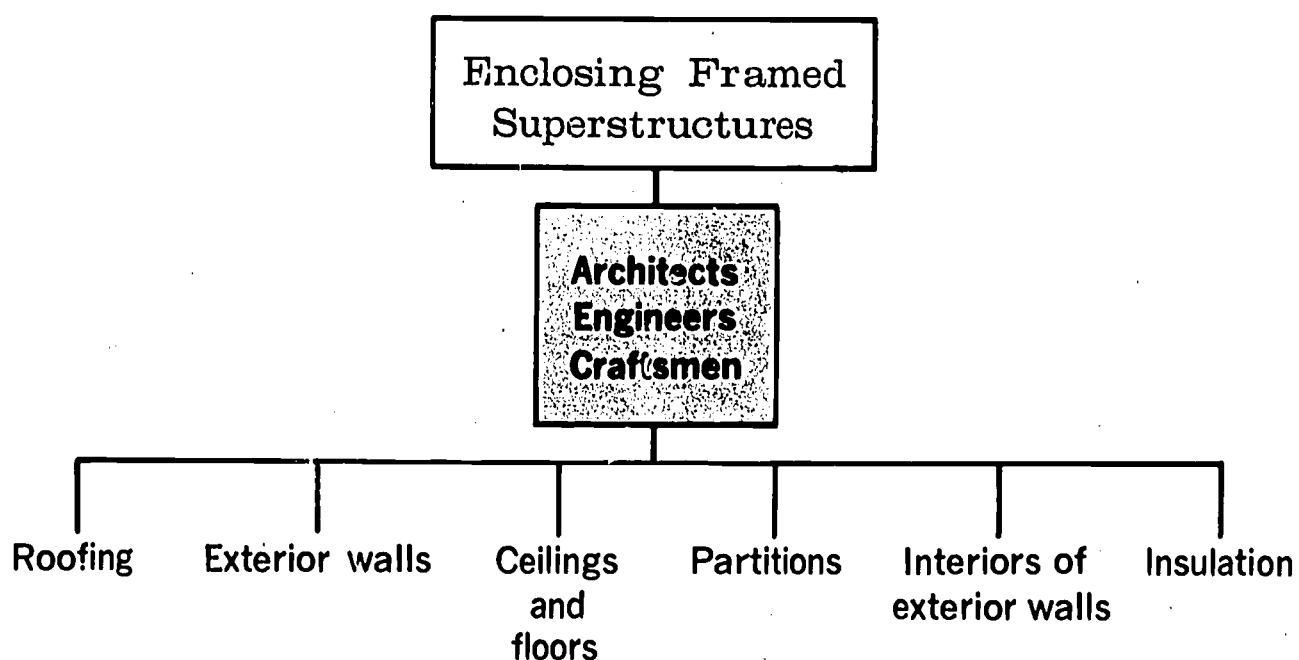 Enclosing Framed
Superstructures
Architects
Engineers
Craftsmen
Roofing
Exterior walls
Ceilings
and
floors
Partitions
Interiors of
exterior walls
Insulation